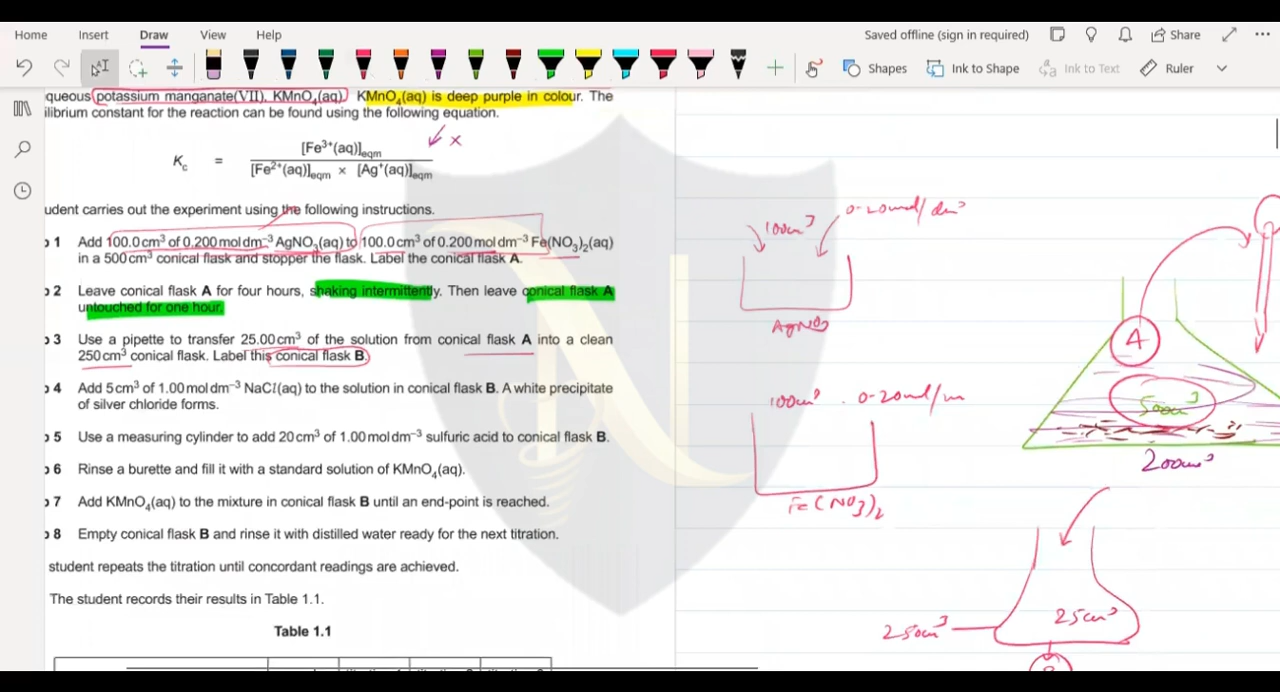 Home Insert Draw View Help Saved offline (sign in required) Share
Shapes Ink to Shape Ink to Text Ruler
queous potassium manganate(VII), KMnO₄(aq). KMnO₄(aq) is deep purple in colour. The
ilibrium constant for the reaction can be found using the following equation.
x
Kc = [Fe³⁺(aq)]eqm / [Fe²⁺(aq)]eqm × [Ag⁺(aq)]eqm
udent carries out the experiment using the following instructions.
1 Add 100.0 cm³ of 0.200 mol dm⁻³ AgNO₃(aq) to 100.0 cm³ of 0.200 mol dm⁻³ Fe(NO₃)₂(aq)
in a 500 cm³ conical flask and stopper the flask. Label the conical flask A.
2 Leave conical flask A for four hours, shaking intermittently. Then leave conical flask A
untouched for one hour.
3 Use a pipette to transfer 25.00 cm³ of the solution from conical flask A into a clean
250 cm³ conical flask. Label this conical flask B.
4 Add 5 cm³ of 1.00 mol dm⁻³ NaCl(aq) to the solution in conical flask B. A white precipitate
of silver chloride forms.
5 Use a measuring cylinder to add 20 cm³ of 1.00 mol dm⁻³ sulfuric acid to conical flask B.
6 Rinse a burette and fill it with a standard solution of KMnO₄(aq).
7 Add KMnO₄(aq) to the mixture in conical flask B until an end-point is reached.
8 Empty conical flask B and rinse it with distilled water ready for the next titration.
student repeats the titration until concordant readings are achieved.
The student records their results in Table 1.1.
Table 1.1
100cm³ 0-20mol/dm³
AgNO3
100cm³ . 0-20mol/m
Fe(NO3)2
A
500cm³
200cm³
250cm³ 25cm³